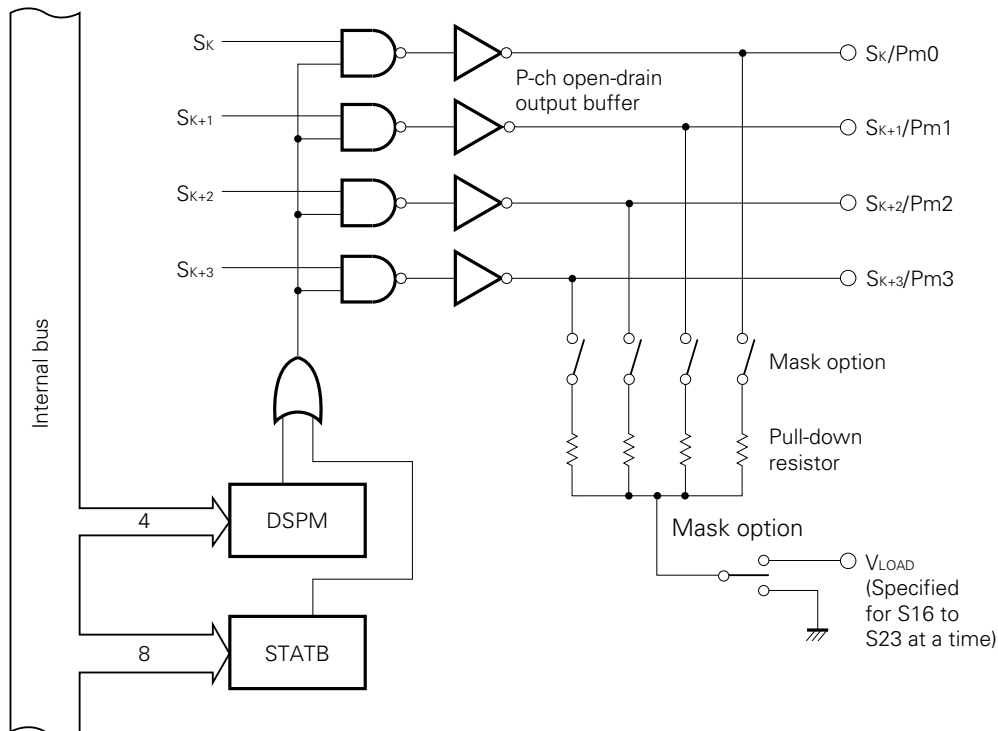 SK
SK+1
SK+2
SK+3
P-ch open-drain
output buffer
SK/Pm0
SK+1/Pm1
SK+2/Pm2
SK+3/Pm3
Internal bus
Mask option
Pull-down
resistor
4
DSPM
Mask option
VLOAD
(Specified
for S16 to
S23 at a time)
8
STATB